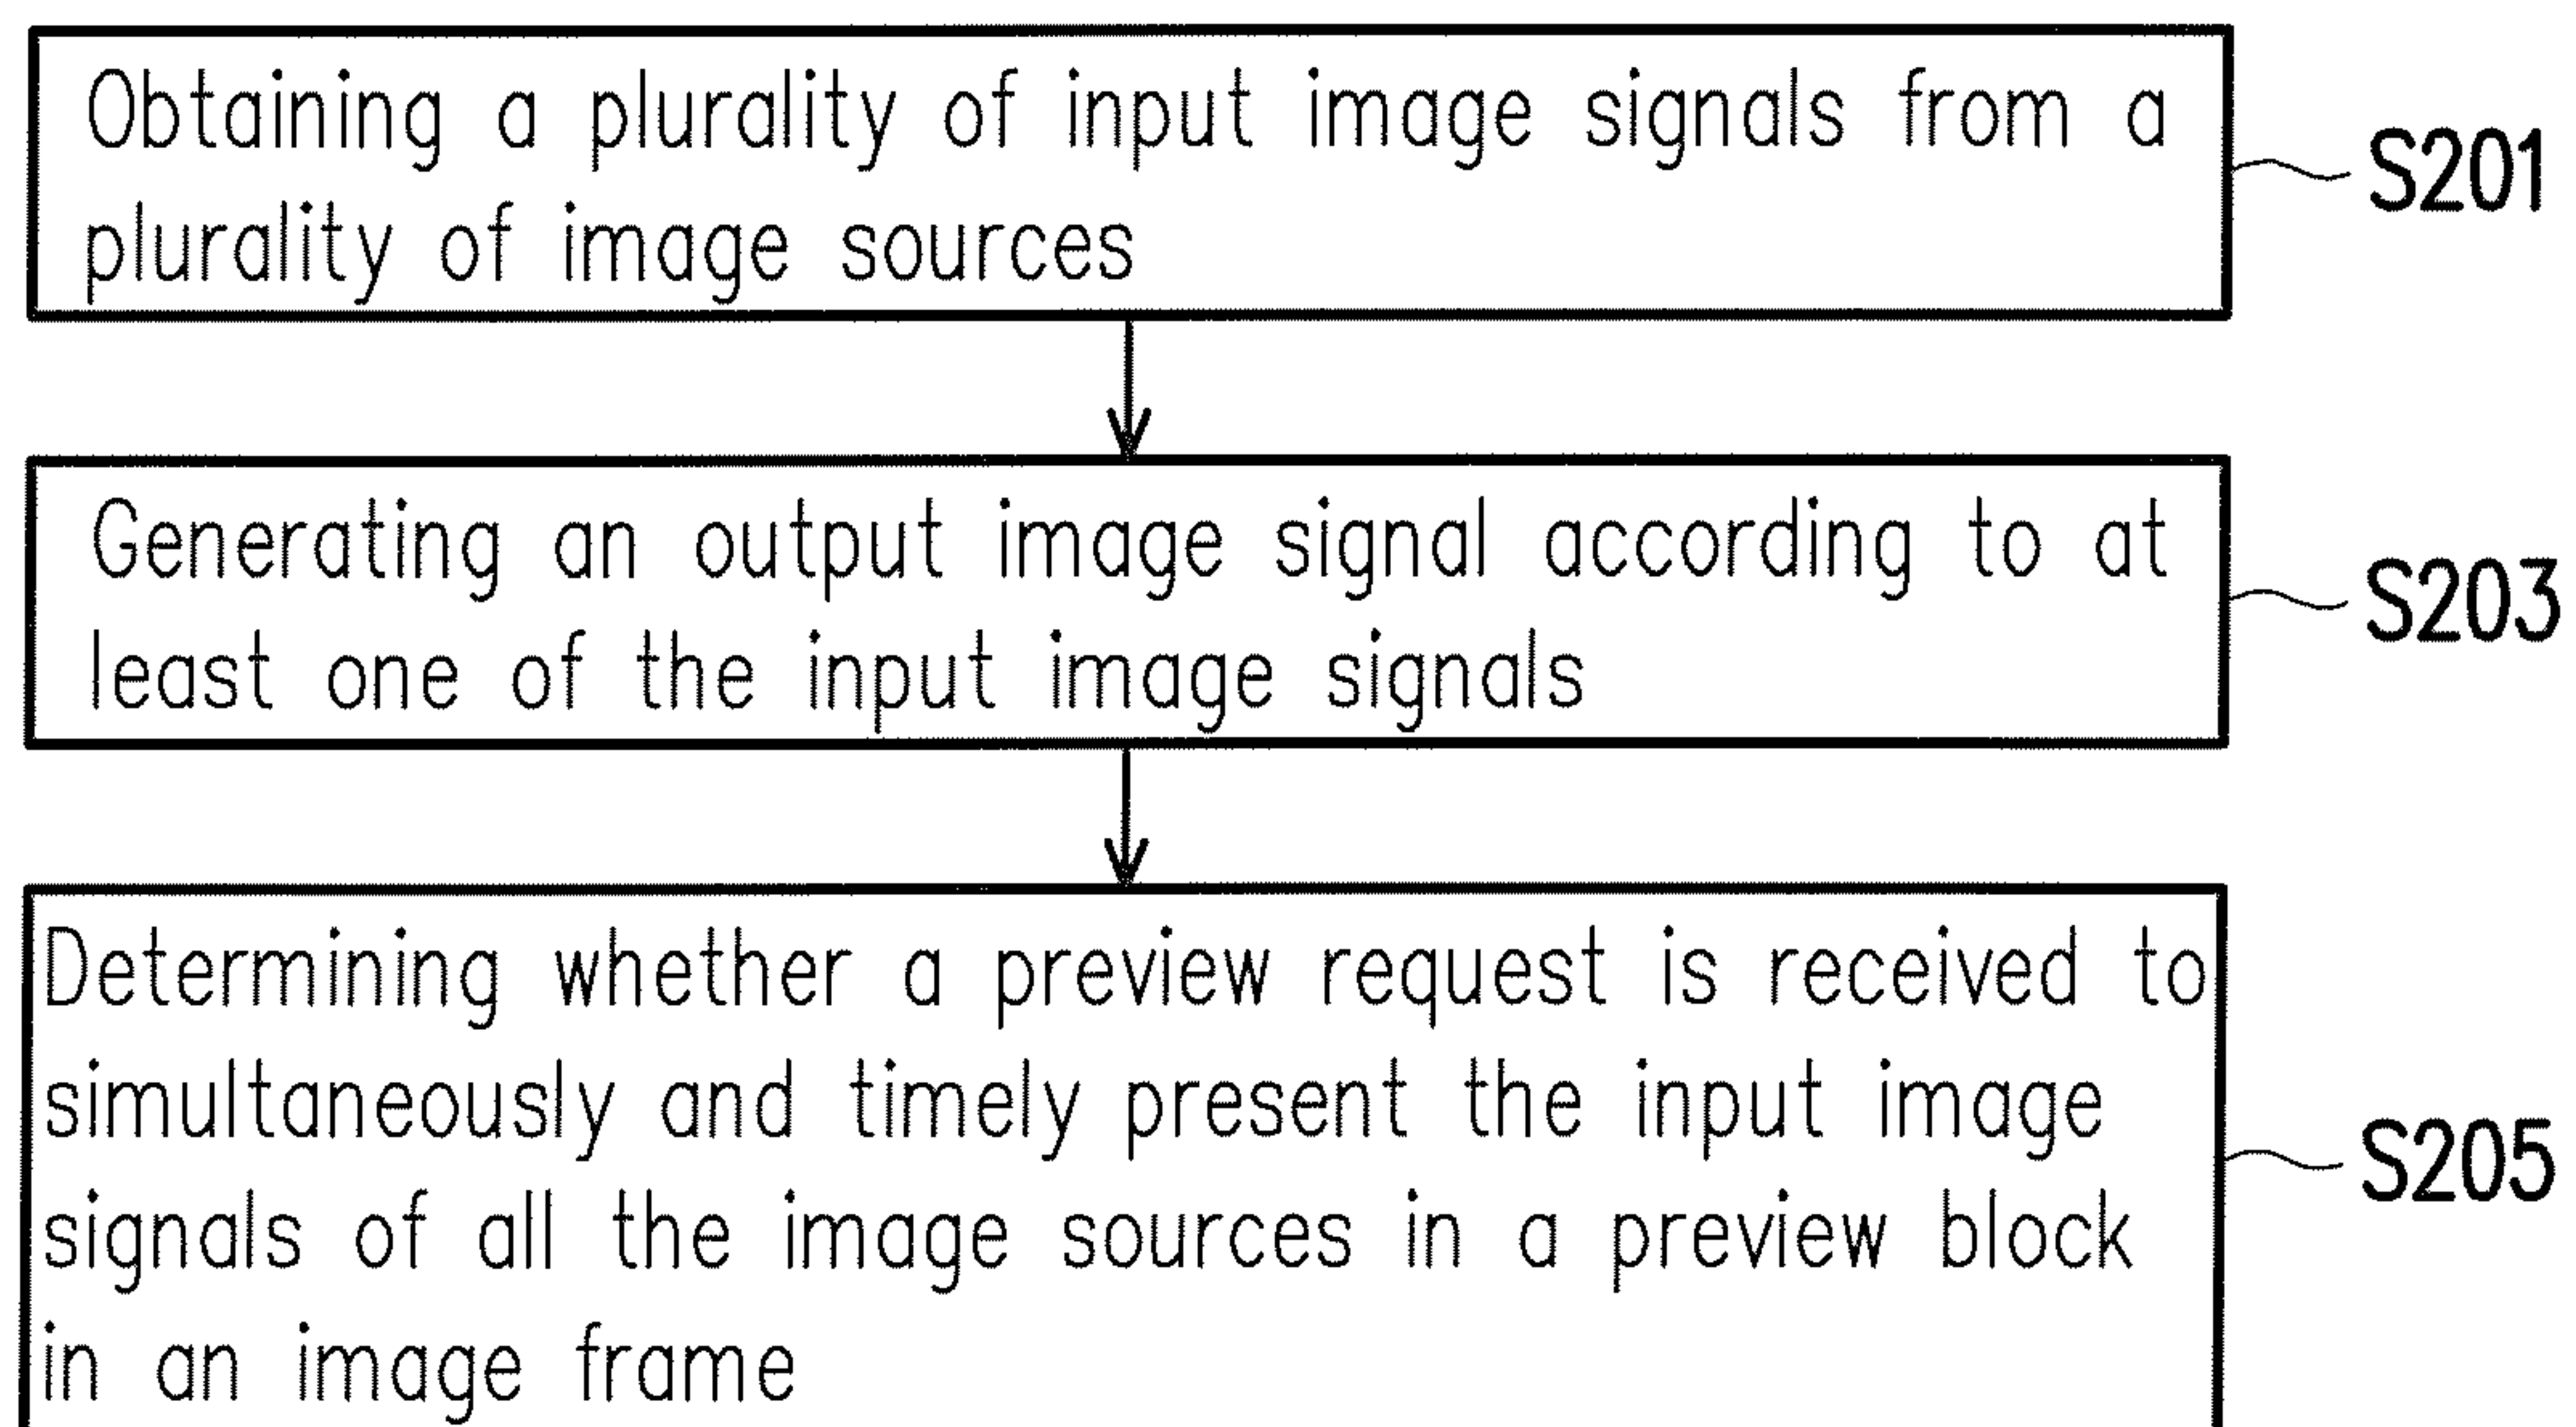 Obtaining a plurality of input image signals from a
plurality of image sources
S201
Generating an output image signal according to at
least one of the input image signals
S203
Determining whether a preview request is received to
simultaneously and timely present the input image
signals of all the image sources in a preview block
in an image frame
S205